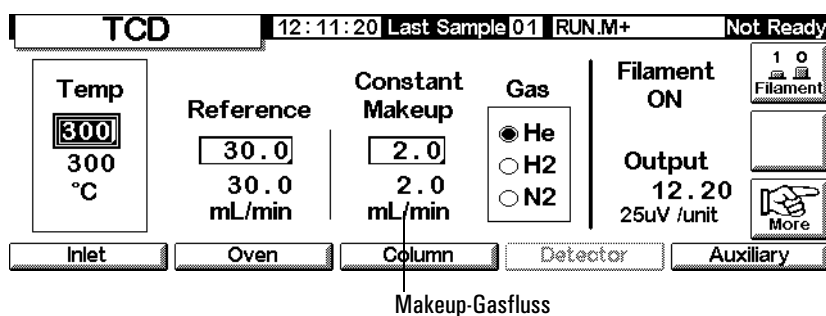 TCD 12:11:20 Last Sample 01 RUN.M+ Not Ready
Temp
300
300
°C
Reference
30.0
30.0
mL/min
Constant
Makeup
2.0
2.0
mL/min
Gas
He
H2
N2
Filament
ON
Output
12.20
25uV /unit
1 0
Filament
More
Inlet Oven Column Detector Auxiliary
Makeup-Gasfluss